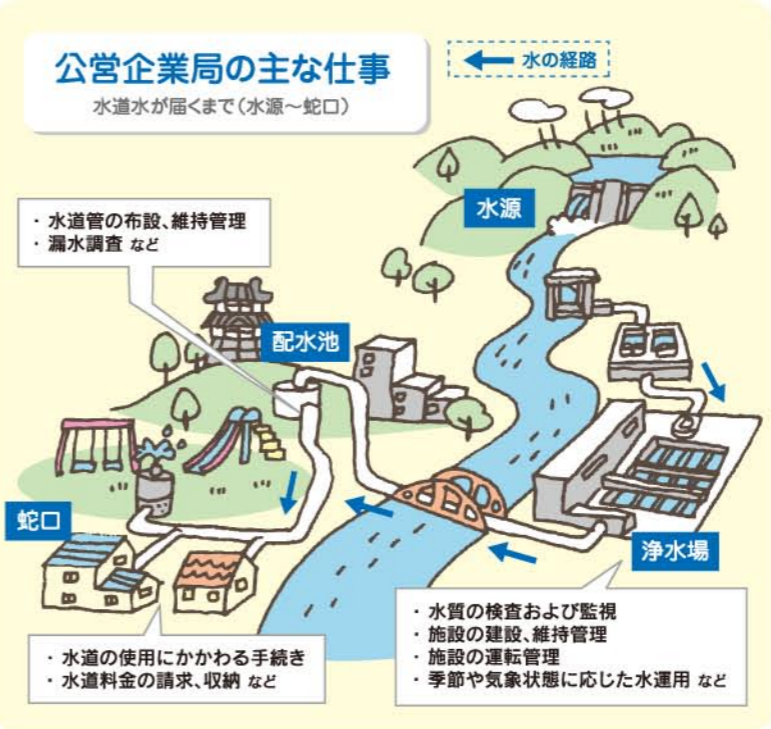 公営企業局の主な仕事
水道水が届くまで（水源～蛇口）
水の経路
水源
・水道管の布設、維持管理
・漏水調査 など
配水池
蛇口
浄水場
・水道の使用にかかわる手続き
・水道料金の請求、収納 など
・水質の検査および監視
・施設の建設、維持管理
・施設の運転管理
・季節や気象状態に応じた水運用 など